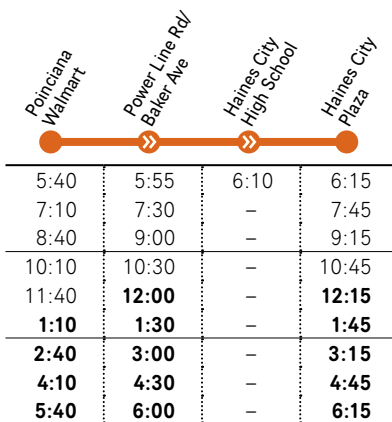 Poinciana
Walmart
Power Line Rd/
Baker Ave
Haines City
High School
Haines City
Plaza
5:40 5:55 6:10 6:15
7:10 7:30 – 7:45
8:40 9:00 – 9:15
10:10 10:30 – 10:45
11:40 12:00 – 12:15
1:10 1:30 – 1:45
2:40 3:00 – 3:15
4:10 4:30 – 4:45
5:40 6:00 – 6:15